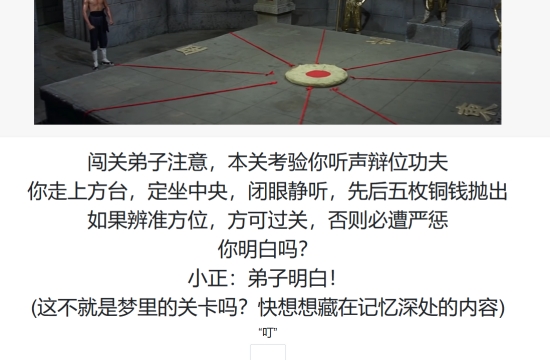 闯关弟子注意，本关考验你听声辩位功夫
你走上方台，定坐中央，闭眼静听，先后五枚铜钱抛出
如果辨准方位，方可过关，否则必遭严惩
你明白吗？
小正：弟子明白！
(这不就是梦里的关卡吗？快想想藏在记忆深处的内容)
“叮”